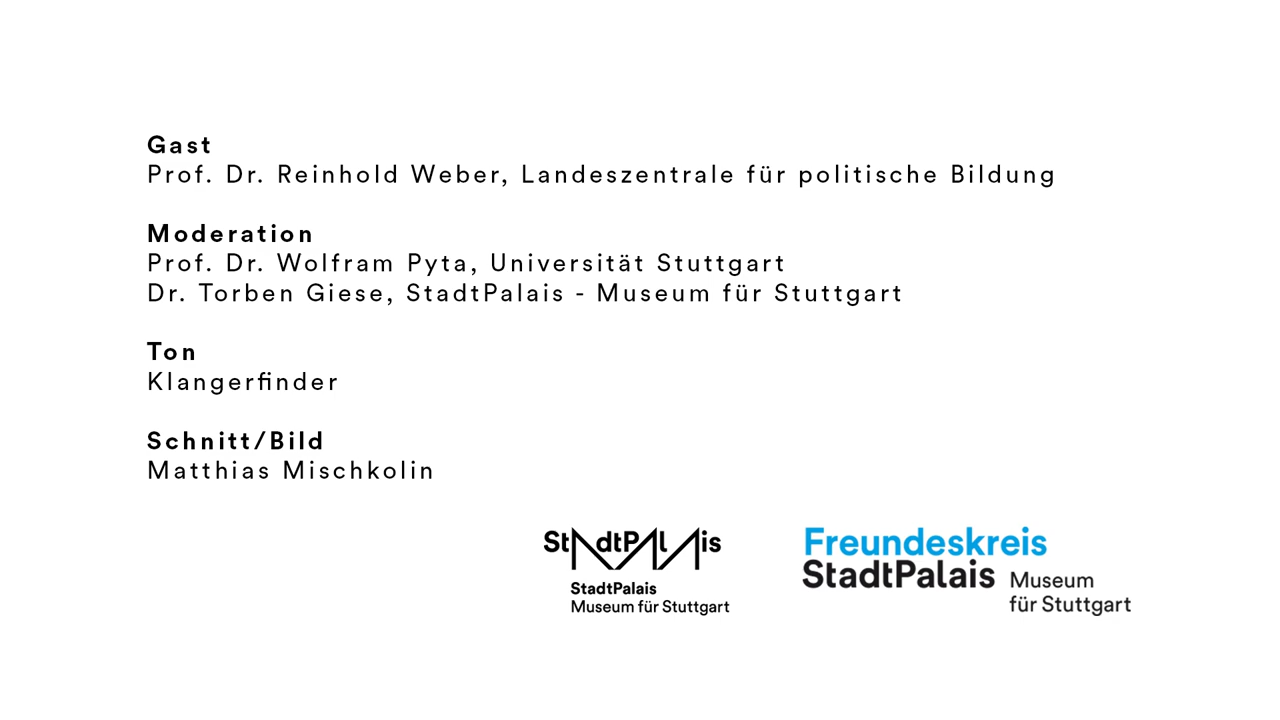 Gast
Prof. Dr. Reinhold Weber, Landeszentrale für politische Bildung
Moderation
Prof. Dr. Wolfram Pyta, Universität Stuttgart
Dr. Torben Giese, StadtPalais - Museum für Stuttgart
Ton
Klangerfinder
Schnitt/Bild
Matthias Mischkolin
StadtPalais
StadtPalais
Museum für Stuttgart
Freundeskreis
StadtPalais Museum
für Stuttgart